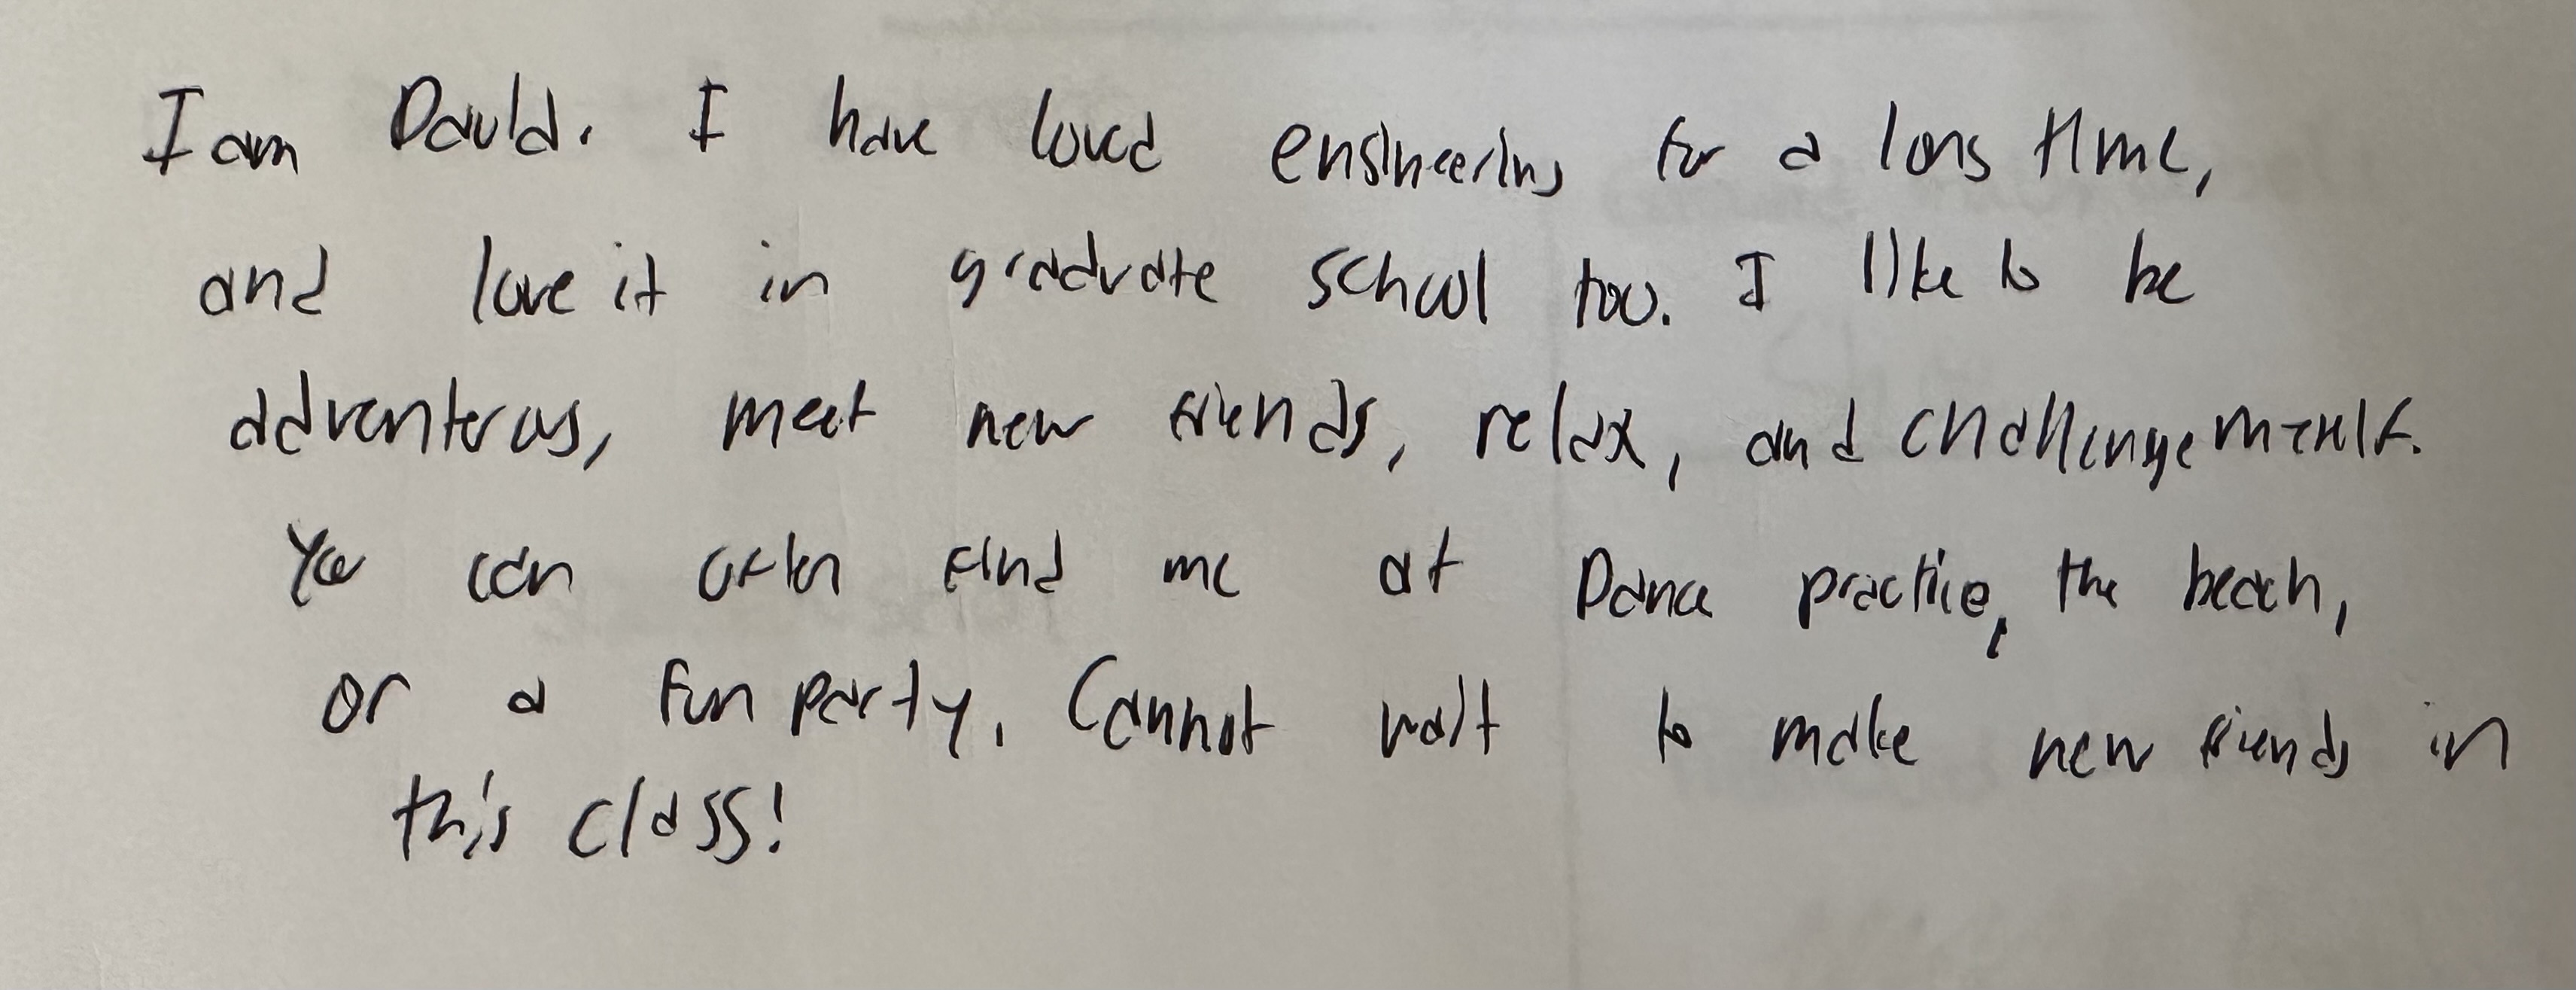 I am David. I have loved engineering for a long time,
and love it in graduate school too. I like to be
adventerous, meet new friends, relax, and challenge myself.
You can often find me at Dance practice, the beach,
or a fun party. Cannot wait to make new friends in
this class!